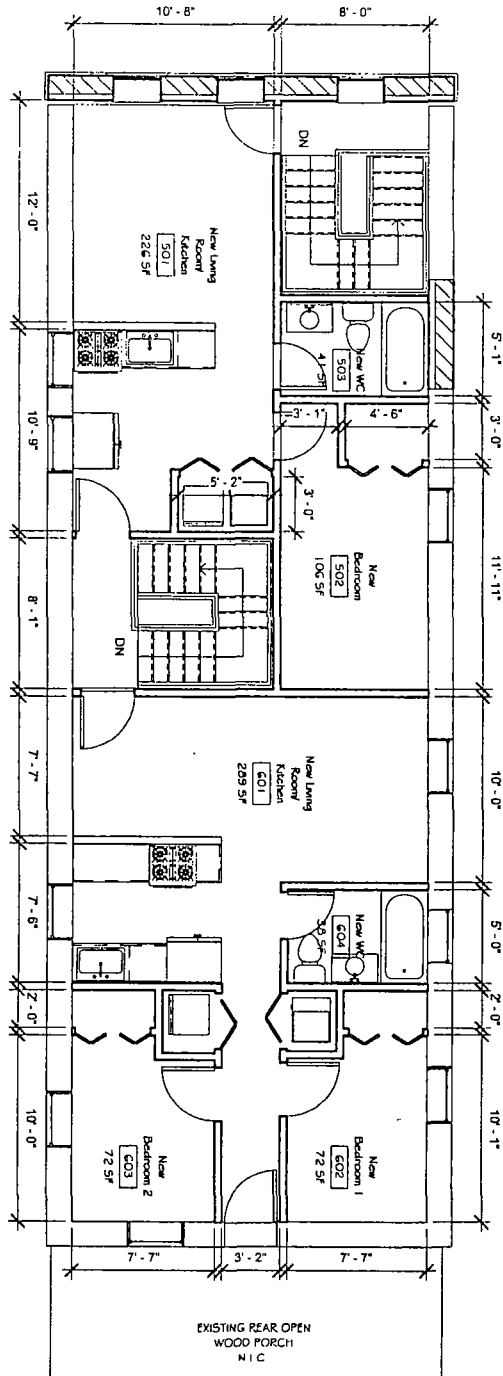 10' - 8"
8' - 0"
DN
12' - 0"
New Living
Room/
Kitchen
501
226 SF
5' - 1"
New WC
503
41 SF
3' - 1"
4' - 6"
3' - 0"
10' - 9"
5' - 2"
3' - 0"
New
Bedroom
502
106 SF
11' - 11"
8' - 1"
DN
7' - 7"
New Living
Room/
Kitchen
601
289 SF
10' - 0"
7' - 6"
New WC
604
38 SF
5' - 0"
2' - 0"
2' - 0"
10' - 0"
New
Bedroom 2
603
72 SF
New
Bedroom 1
602
72 SF
10' - 1"
7' - 7"
3' - 2"
7' - 7"
EXISTING REAR OPEN
WOOD PORCH
N I C